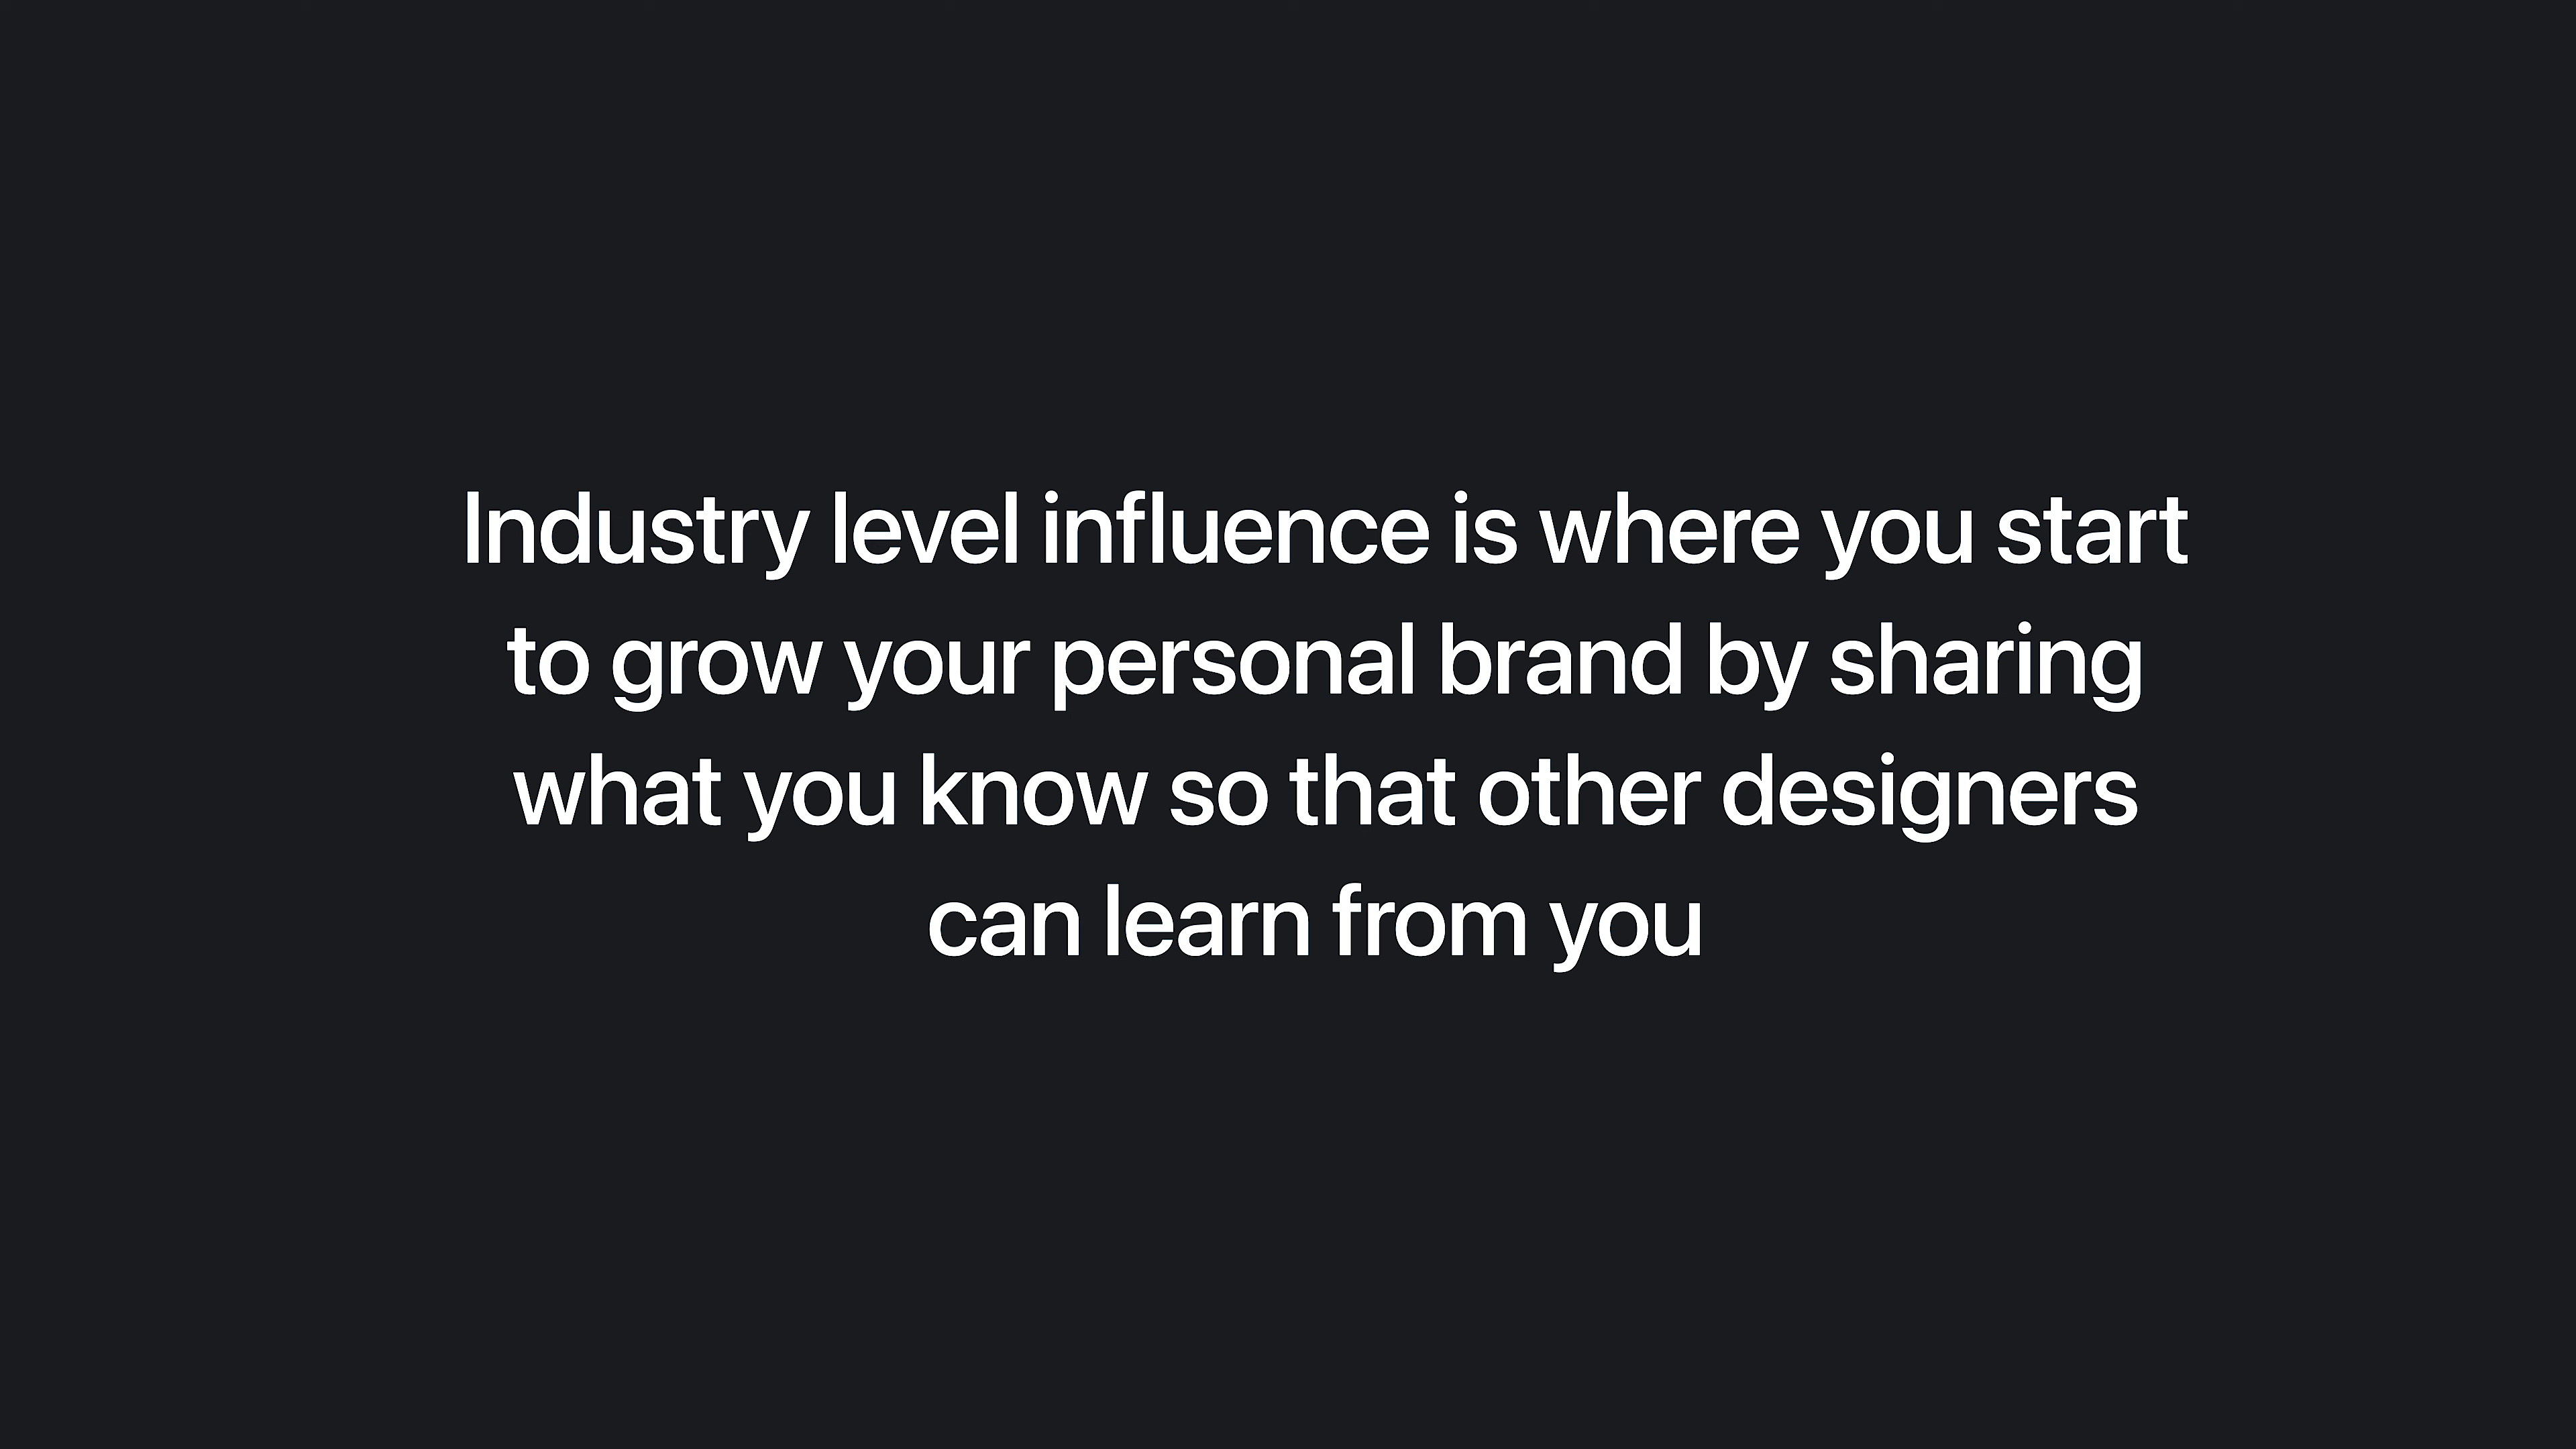 Industry level influence is where you start
to grow your personal brand by sharing
what you know so that other designers
can learn from you